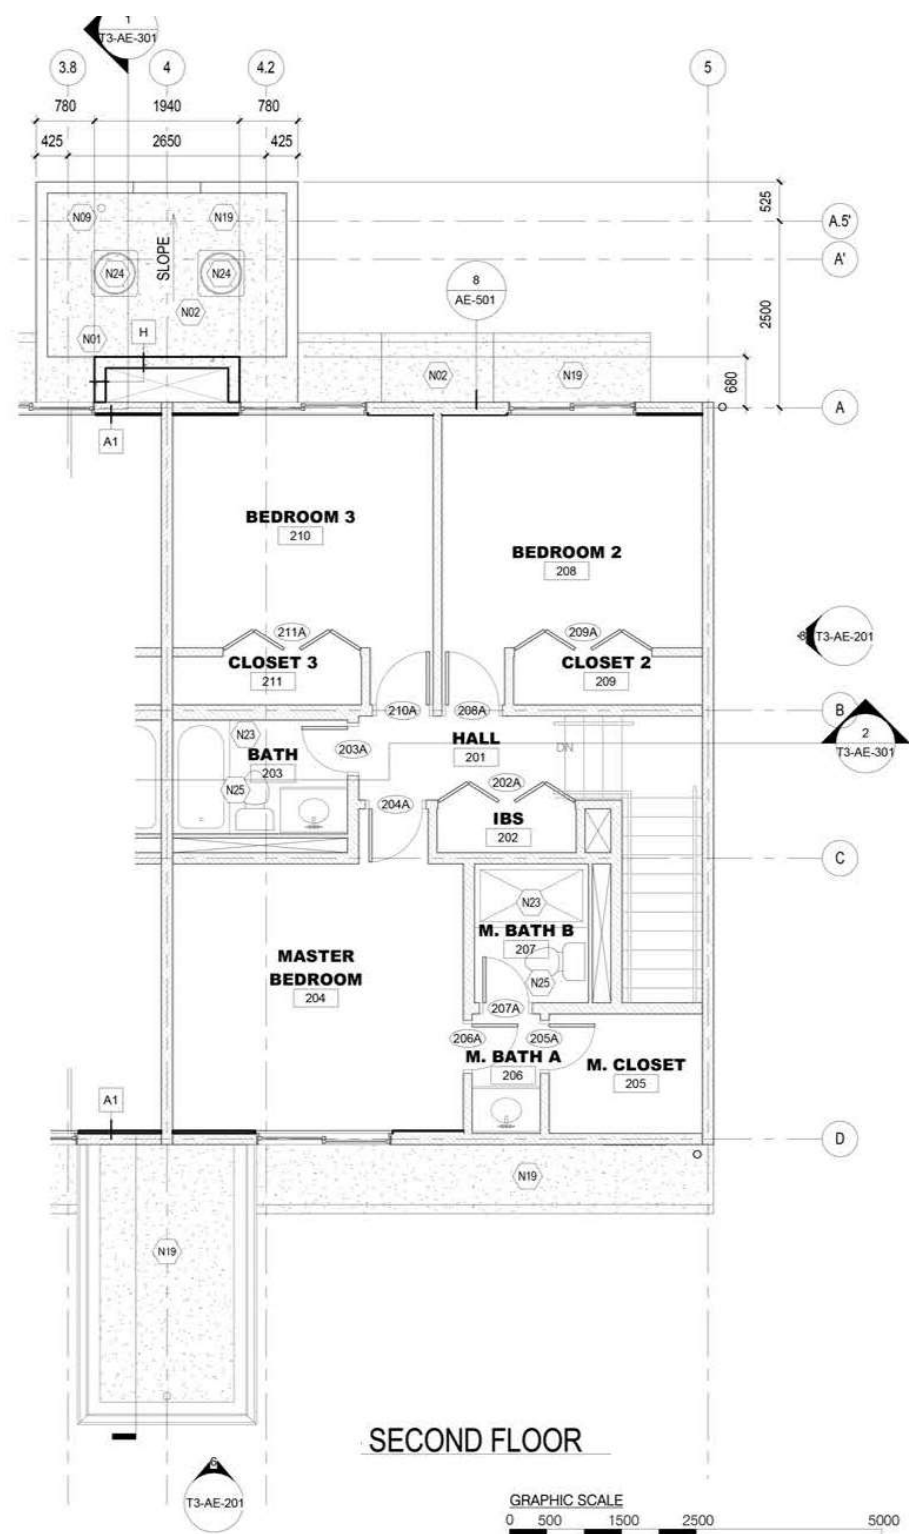 1
T3-AE-301
3.8
4
4.2
5
780
1940
780
425
2650
425
525
N09
N19
A.5'
SLOPE
A'
N24
N24
8
AE-501
2500
N02
N01
H
N02
N19
680
A
A1
BEDROOM 3
210
BEDROOM 2
208
211A
209A
T3-AE-201
CLOSET 3
211
CLOSET 2
209
210A
208A
B
N23
HALL
201
2
T3-AE-301
BATH
203
203A
DN
N25
202A
204A
IBS
202
C
N23
M. BATH B
207
MASTER
BEDROOM
204
N25
207A
206A
205A
M. BATH A
206
M. CLOSET
205
A1
D
N19
N19
SECOND FLOOR
6
T3-AE-201
GRAPHIC SCALE
0 500 1500 2500 5000